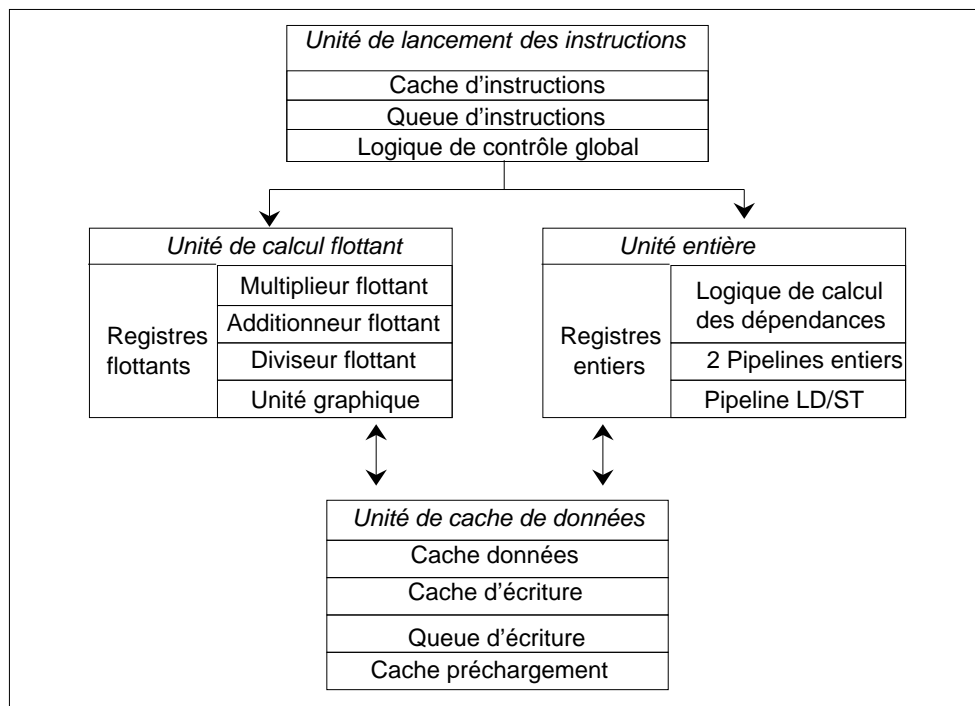 Unité de lancement des instructions
Cache d'instructions
Queue d'instructions
Logique de contrôle global
Unité de calcul flottant
Registres
flottants
Multiplieur flottant
Additionneur flottant
Diviseur flottant
Unité graphique
Unité entière
Registres
entiers
Logique de calcul
des dépendances
2 Pipelines entiers
Pipeline LD/ST
Unité de cache de données
Cache données
Cache d'écriture
Queue d'écriture
Cache préchargement